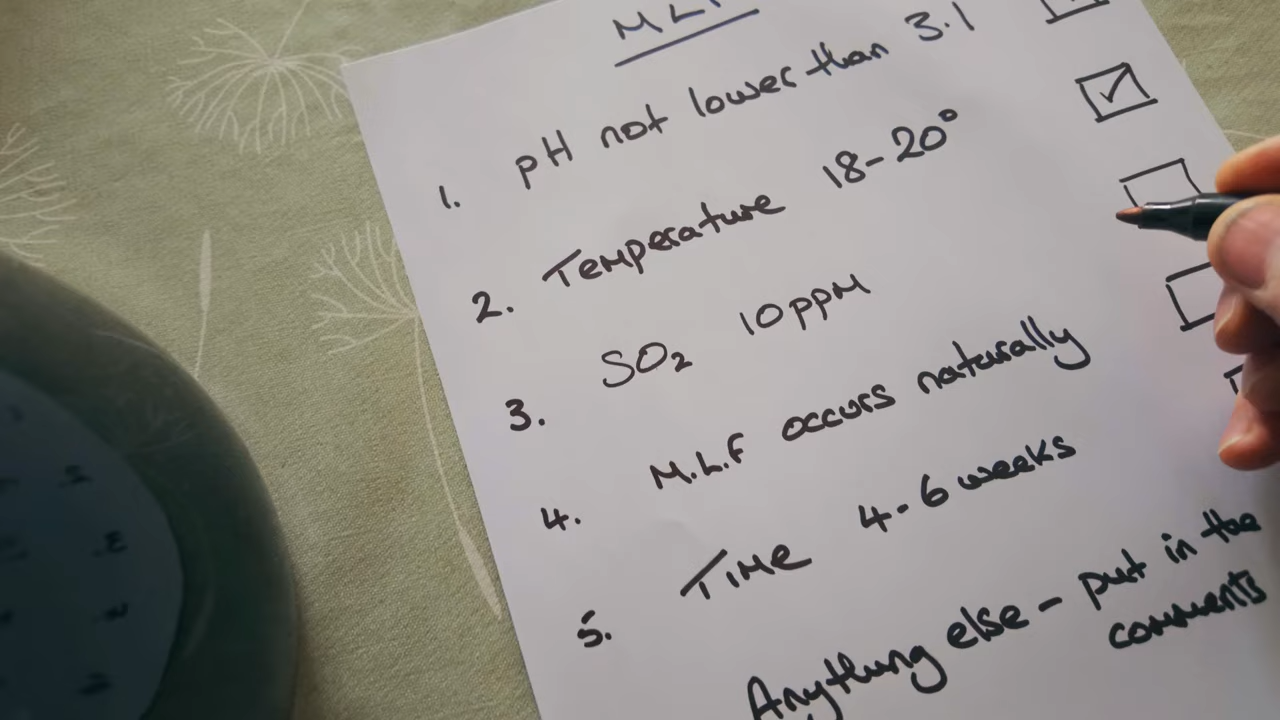 MLF
1. pH not lower than 3.1
2. Temperature 18-20°
3. SO₂ 10ppm
4. M.L.F occurs naturally
5. Time 4-6 weeks
Anything else - put in the
comments